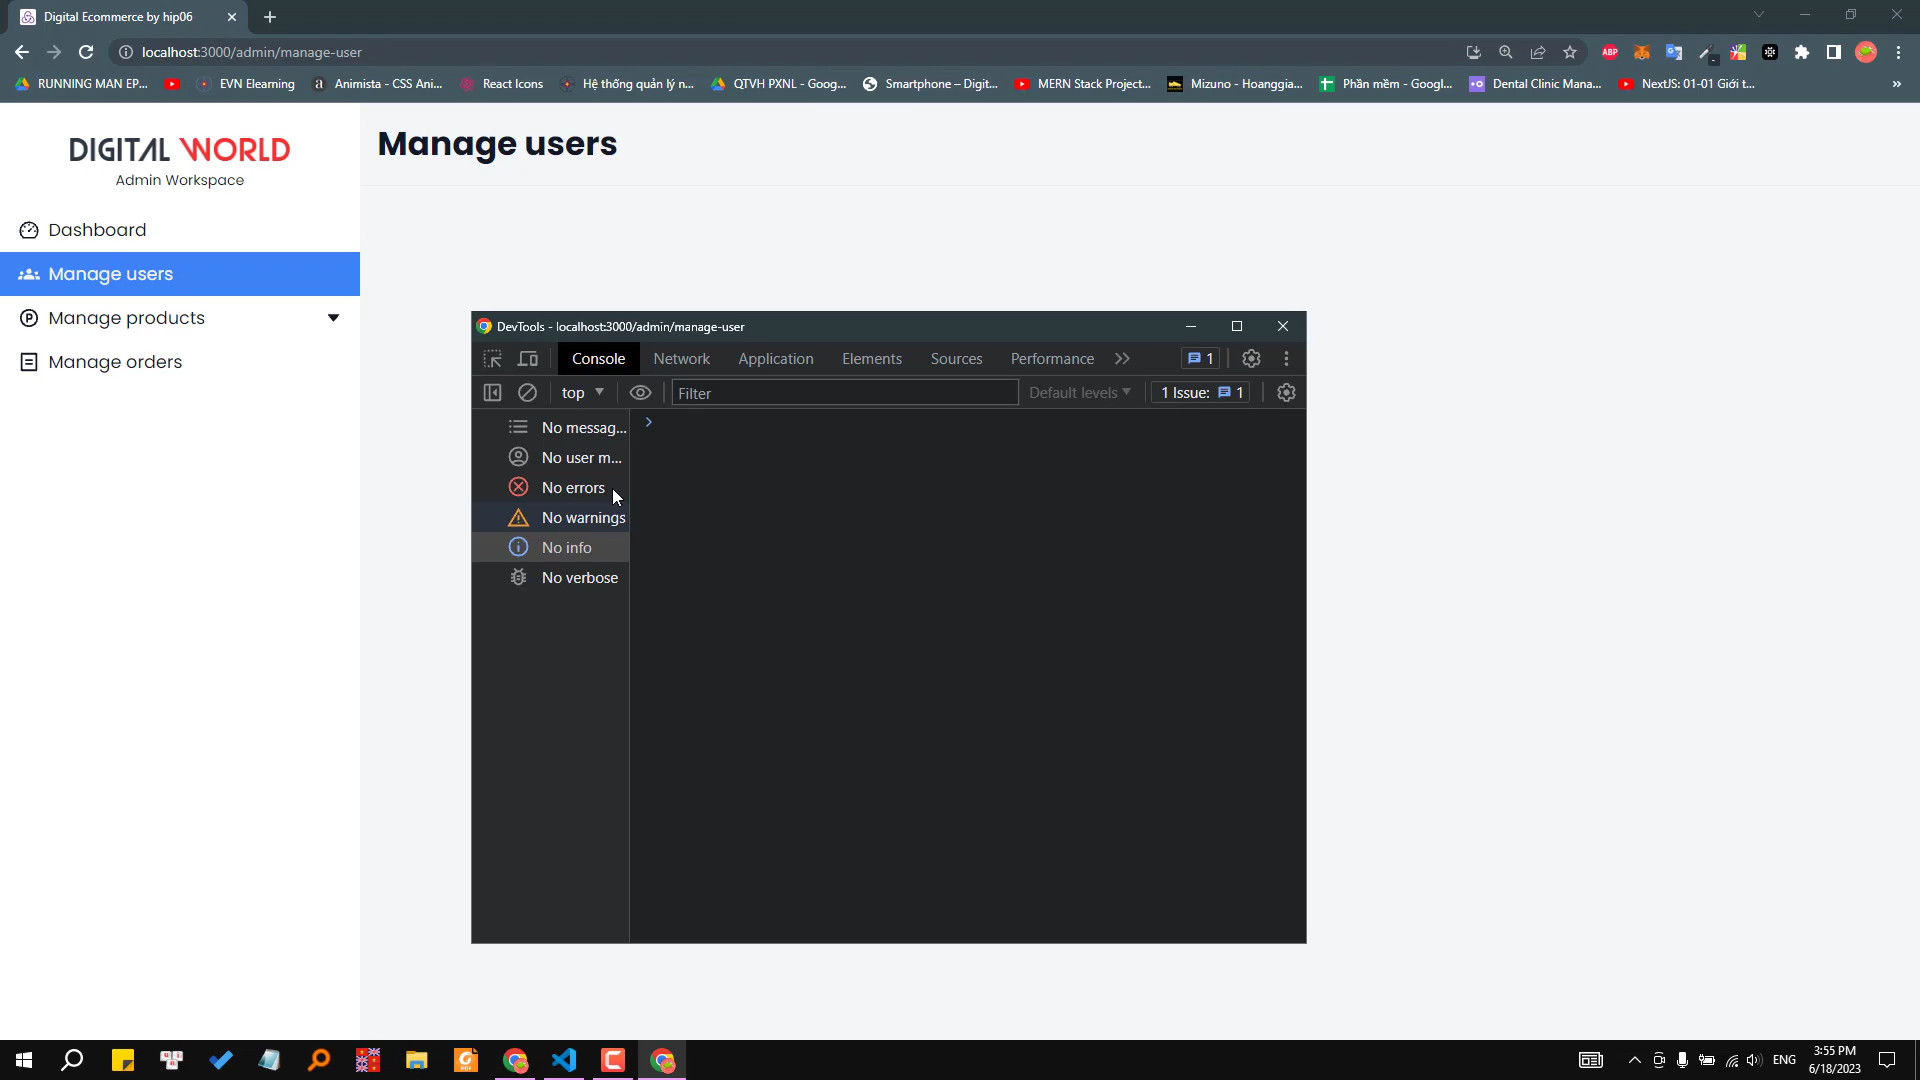 Digital Ecommerce by hip06
localhost:3000/admin/manage-user
RUNNING MAN EP...
EVN Elearning
Animista - CSS Ani...
React Icons
Hệ thống quản lý n...
QTVH PXNL - Goog...
Smartphone – Digit...
MERN Stack Project...
Mizuno - Hoanggia...
Phần mềm - Googl...
Dental Clinic Mana...
NextJS: 01-01 Giới t...
ABP
DIGITAL WORLD
Admin Workspace
Dashboard
Manage users
Manage products
Manage orders
Manage users
DevTools - localhost:3000/admin/manage-user
Console
Network
Application
Elements
Sources
Performance
1
top
Filter
Default levels
1 Issue: 1
No messag...
No user m...
No errors
No warnings
No info
No verbose
ENG
3:55 PM
6/18/2023